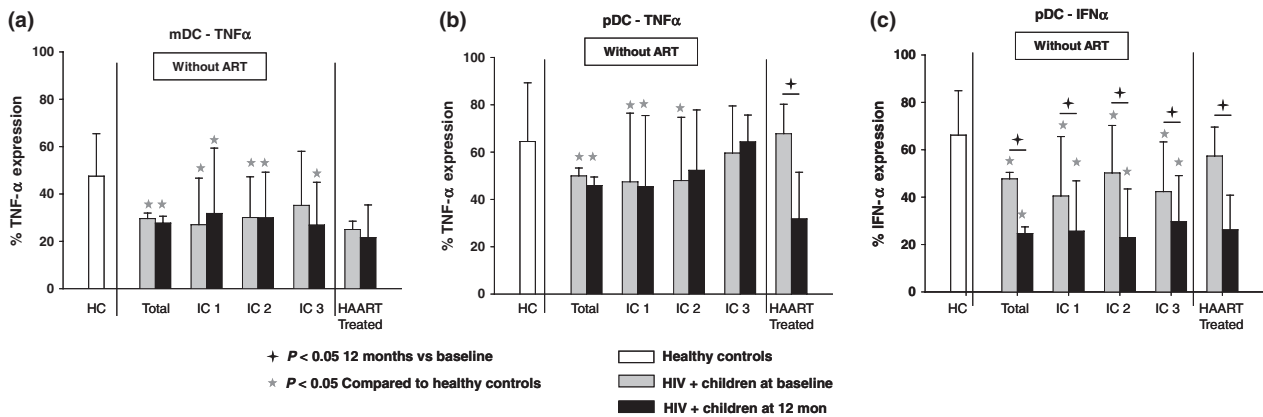 (a)
mDC - TNFα
Without ART
% TNF-α expression
100
80
60
40
20
0
HC
Total
IC 1
IC 2
IC 3
HAART
Treated
(b)
pDC - TNFα
Without ART
% TNF-α expression
100
80
60
40
20
0
HC
Total
IC 1
IC 2
IC 3
HAART
Treated
(c)
pDC - IFNα
Without ART
% IFN-α expression
100
80
60
40
20
0
HC
Total
IC 1
IC 2
IC 3
HAART
Treated
P < 0.05 12 months vs baseline
P < 0.05 Compared to healthy controls
Healthy controls
HIV + children at baseline
HIV + children at 12 mon